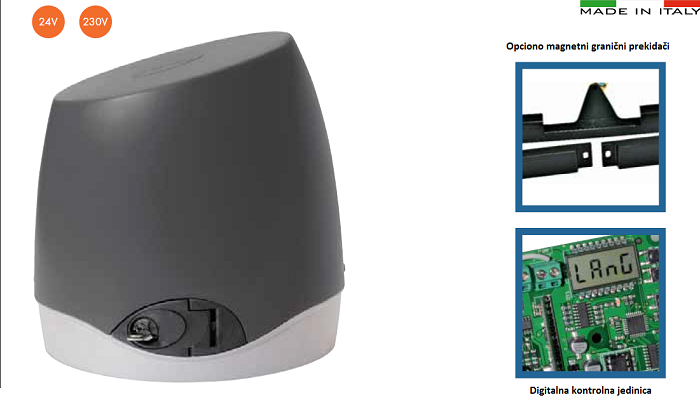 24V
230V
MADE IN ITALY
Opciono magnetni granični prekidači
LAnG
Digitalna kontrolna jedinica